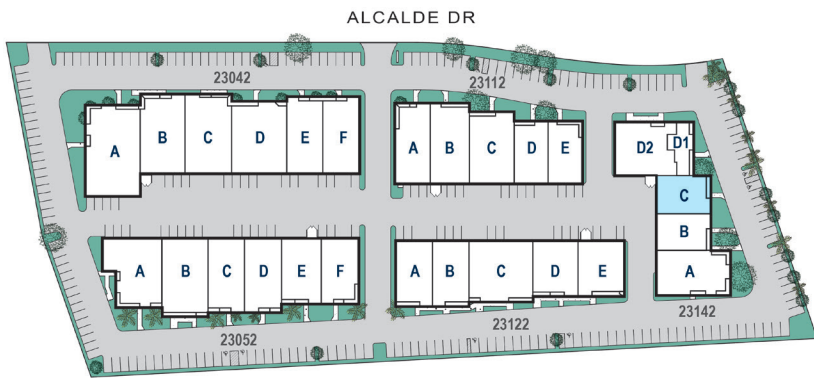 ALCALDE DR
23042
23112
A B C D E F
A B C D E
D2 D1
C
B
A
A B C D E F
A B C D E
23052
23122
23142